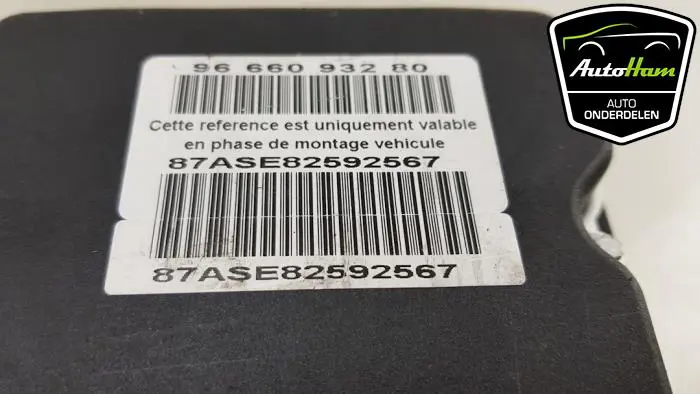 96 660 932 80
Cette reference est uniquement valable
en phase de montage vehicule
87ASE82592567
87ASE82592567
AutoHam
AUTO
ONDERDELEN